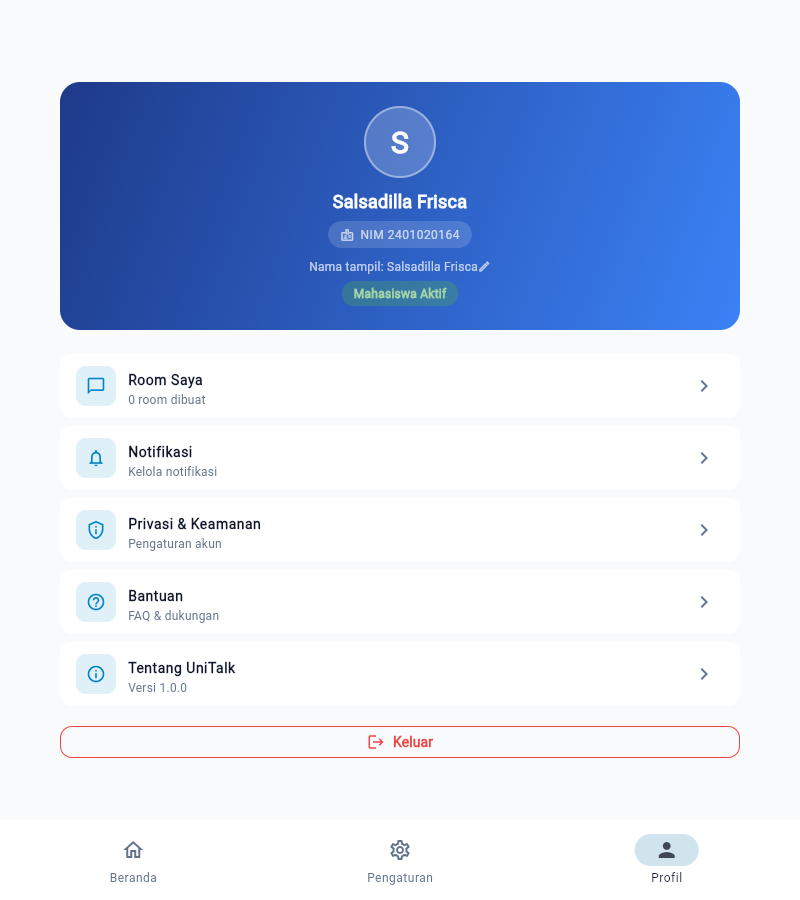 S
Salsadilla Frisca
NIM 2401020164
Nama tampil: Salsadilla Frisca
Mahasiswa Aktif
Room Saya
0 room dibuat
Notifikasi
Kelola notifikasi
Privasi & Keamanan
Pengaturan akun
Bantuan
FAQ & dukungan
Tentang UniTalk
Versi 1.0.0
Keluar
Beranda
Pengaturan
Profil